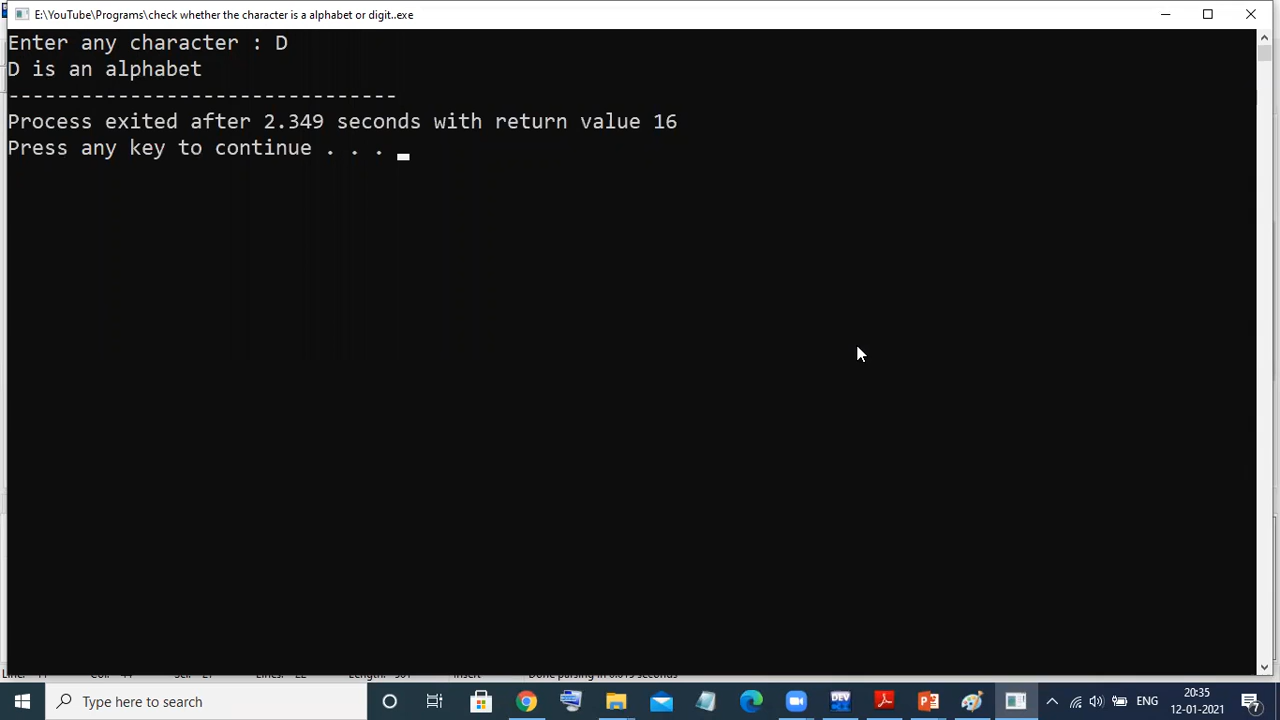 E:\YouTube\Programs\check whether the character is a alphabet or digit..exe
Enter any character : D
D is an alphabet
--------------------------------
Process exited after 2.349 seconds with return value 16
Press any key to continue . . .
Type here to search
DEV
ENG
20:35
12-01-2021
7